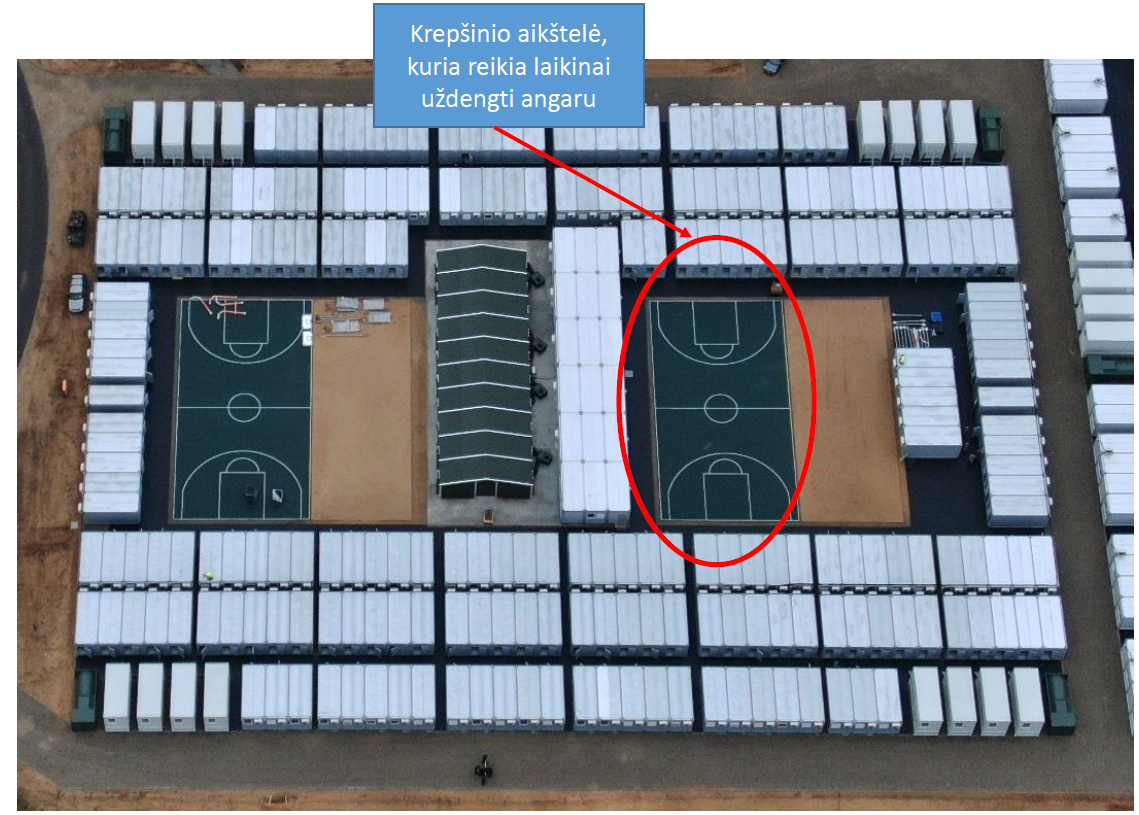 Krepšinio aikštelė,
kuria reikia laikinai
uždengti angaru